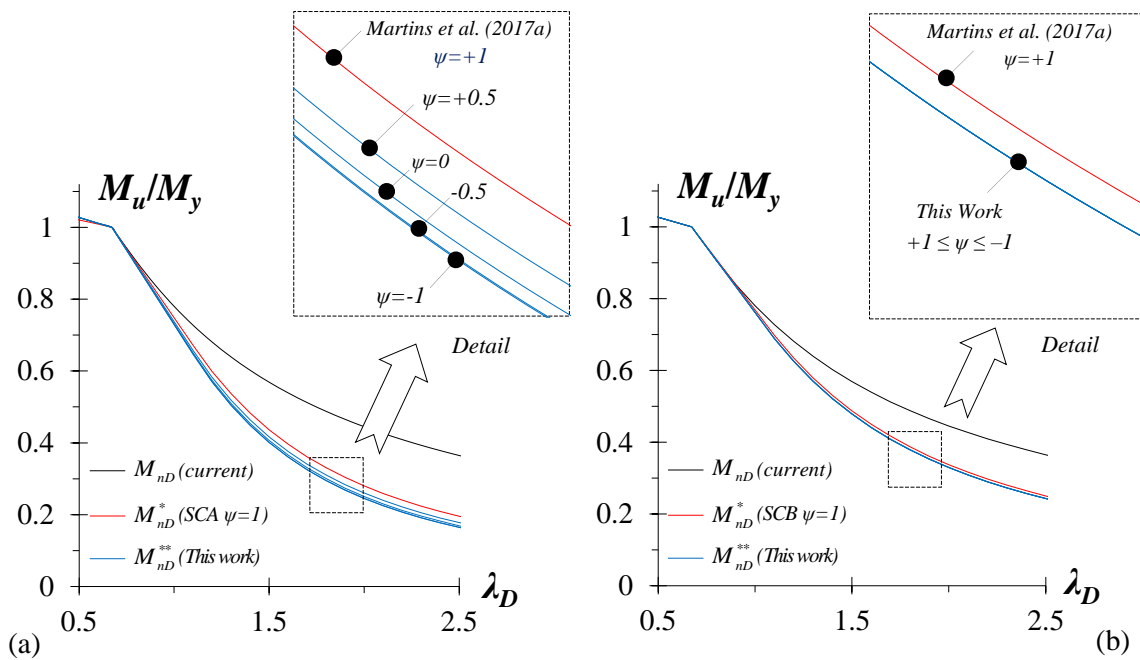 Martins et al. (2017a)
ψ=+1
ψ=+0.5
ψ=0
-0.5
ψ=-1
M_u/M_y
1
0.8
0.6
0.4
0.2
0
Detail
M_nD (current)
M*_nD (SCA ψ=1)
M**_nD (This work)
λ_D
0.5
1.5
2.5
(a)
Martins et al. (2017a)
ψ=+1
This Work
+1 ≤ ψ ≤ –1
M_u/M_y
1
0.8
0.6
0.4
0.2
0
Detail
M_nD (current)
M*_nD (SCB ψ=1)
M**_nD (This work)
λ_D
0.5
1.5
2.5
(b)